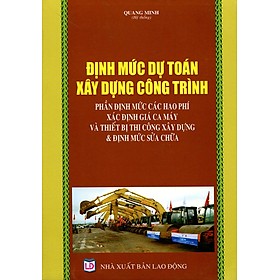 QUANG MINH
(Hệ thống)
ĐỊNH MỨC DỰ TOÁN
XÂY DỰNG CÔNG TRÌNH
PHẦN ĐỊNH MỨC CÁC HAO PHÍ
XÁC ĐỊNH GIÁ CA MÁY
VÀ THIẾT BỊ THI CÔNG XÂY DỰNG
& ĐỊNH MỨC SỬA CHỮA
LĐ
NHÀ XUẤT BẢN LAO ĐỘNG